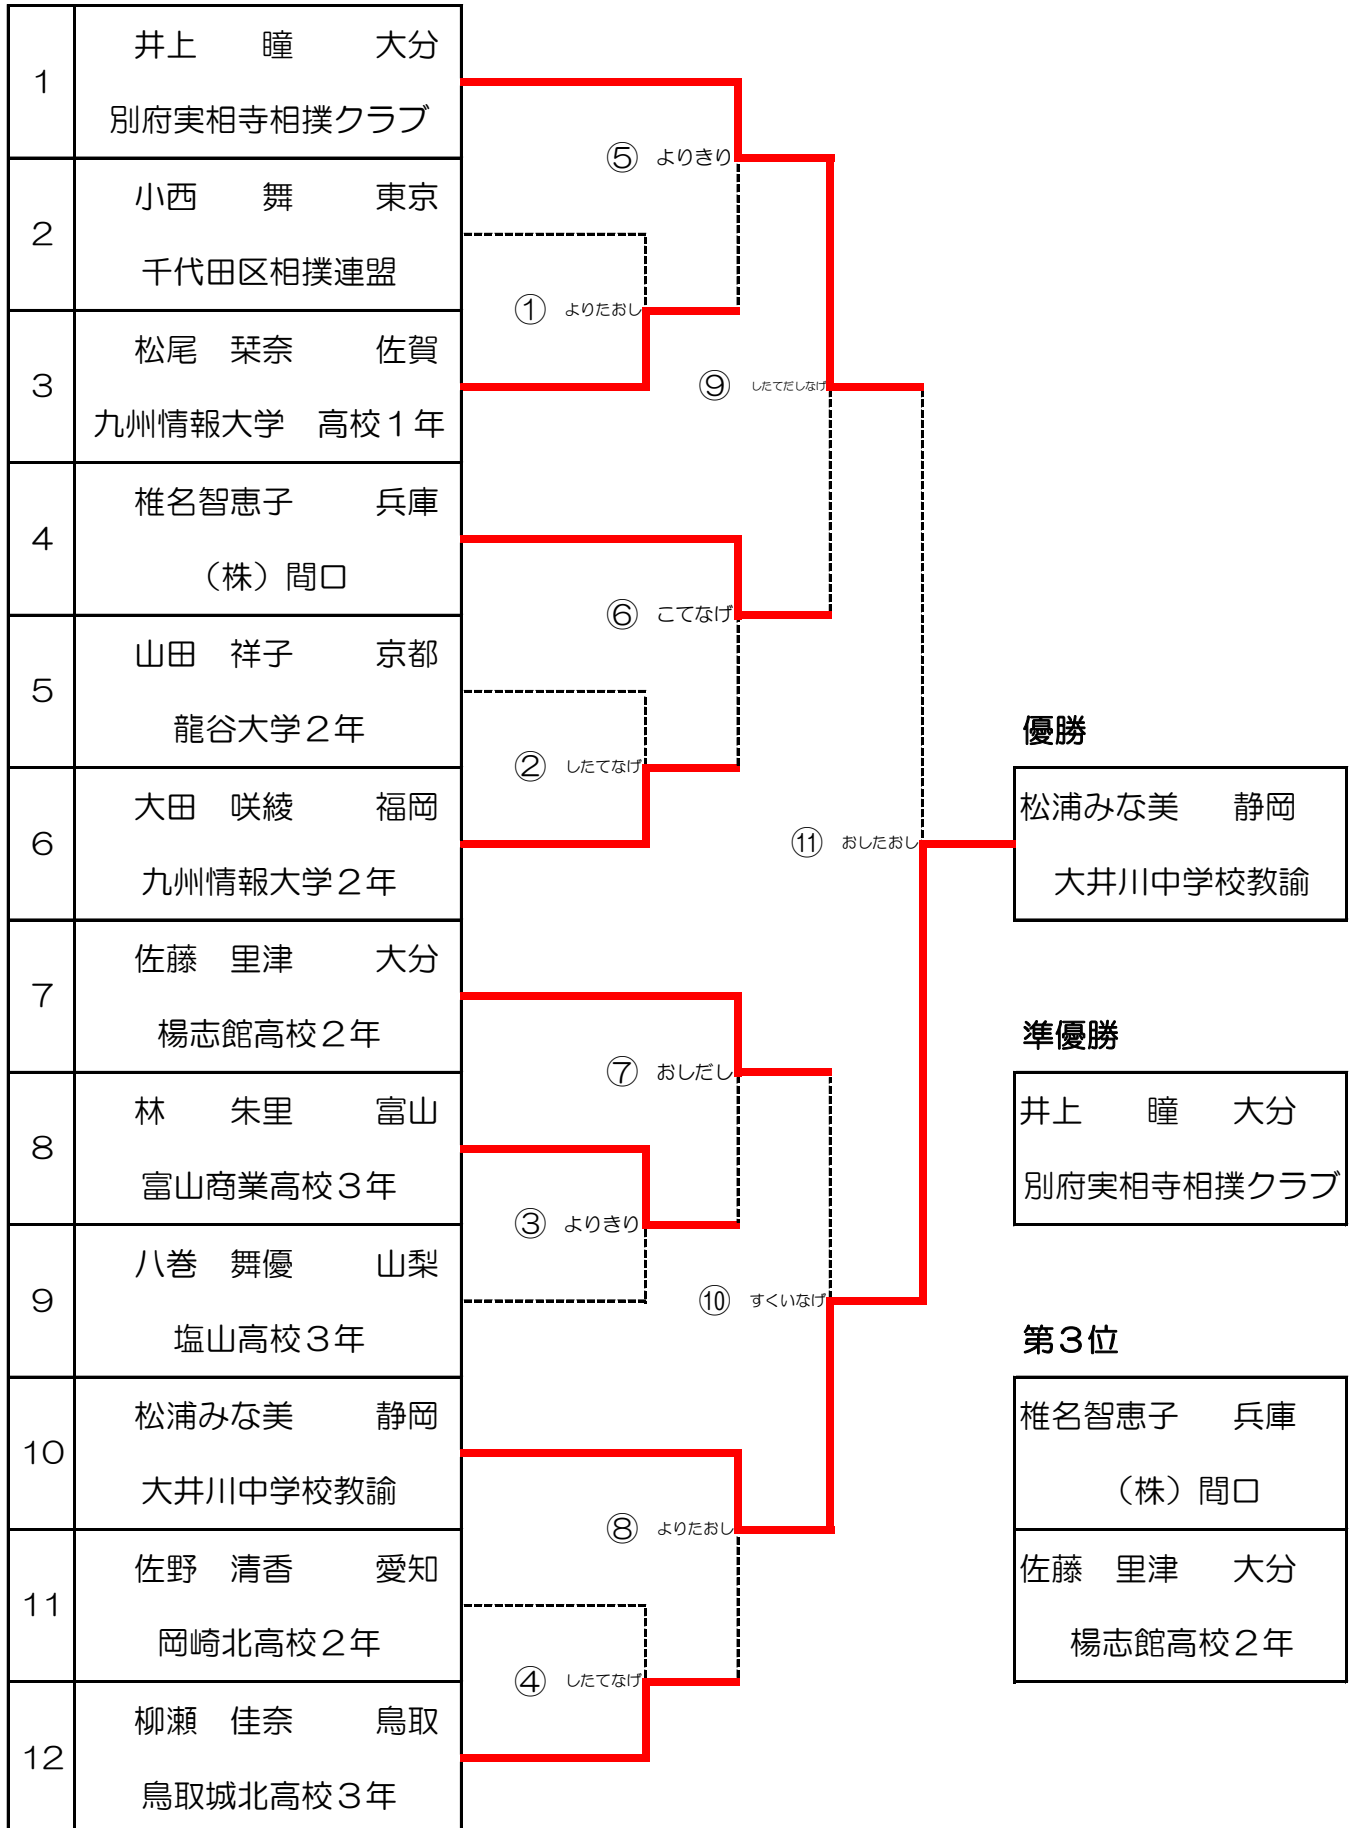 1
井上　瞳　大分
別府実相寺相撲クラブ
2
小西　舞　東京
千代田区相撲連盟
3
松尾　栞奈　佐賀
九州情報大学　高校１年
4
椎名智恵子　兵庫
（株）間口
5
山田　祥子　京都
龍谷大学２年
6
大田　咲綾　福岡
九州情報大学２年
7
佐藤　里津　大分
楊志館高校２年
8
林　朱里　富山
富山商業高校３年
9
八巻　舞優　山梨
塩山高校３年
10
松浦みな美　静岡
大井川中学校教諭
11
佐野　清香　愛知
岡崎北高校２年
12
柳瀬　佳奈　鳥取
鳥取城北高校３年
① よりたおし
② したてなげ
③ よりきり
④ したてなげ
⑤ よりきり
⑥ こてなげ
⑦ おしだし
⑧ よりたおし
⑨ したてだしなげ
⑩ すくいなげ
⑪ おしたおし
優勝
松浦みな美　静岡
大井川中学校教諭
準優勝
井上　瞳　大分
別府実相寺相撲クラブ
第３位
椎名智恵子　兵庫
（株）間口
佐藤　里津　大分
楊志館高校２年